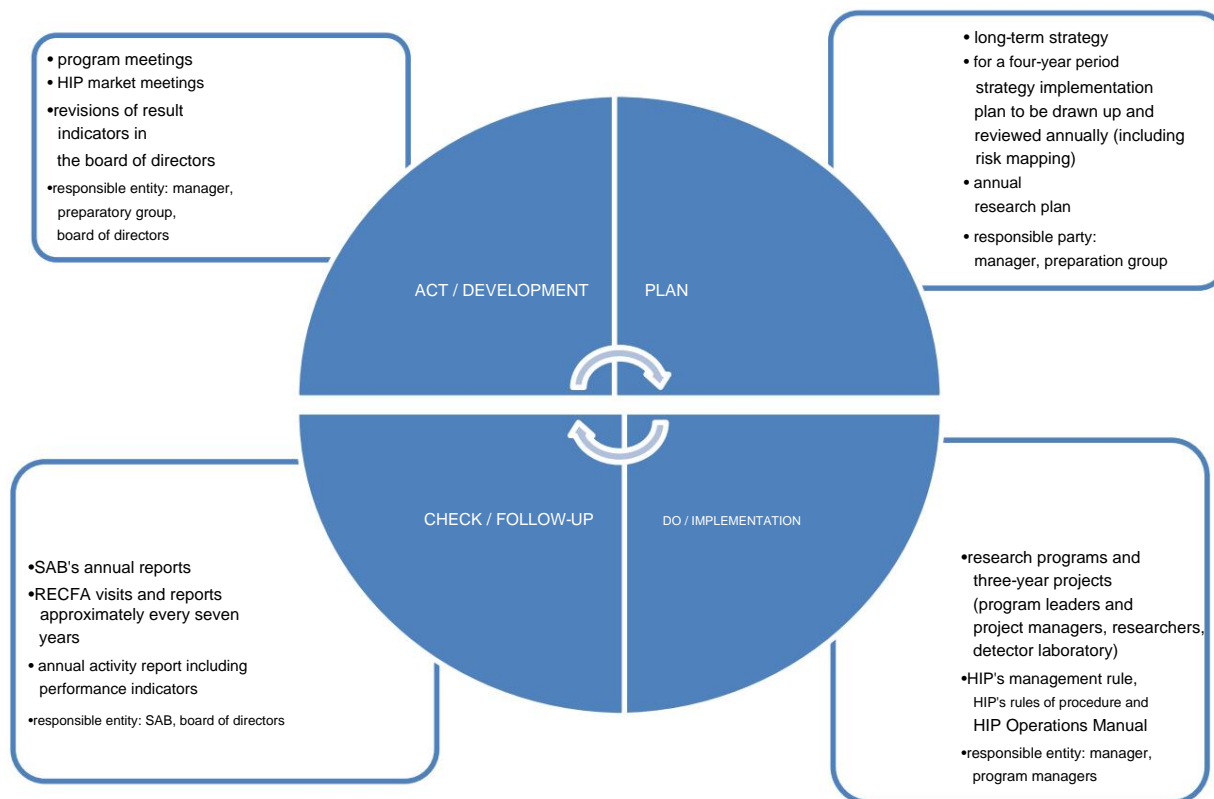 • program meetings
• HIP market meetings
•revisions of result
indicators in
the board of directors
•responsible entity: manager,
preparatory group,
board of directors
• long-term strategy
• for a four-year period
strategy implementation
plan to be drawn up and
reviewed annually (including
risk mapping)
• annual
research plan
• responsible party:
manager, preparation group
ACT / DEVELOPMENT
PLAN
CHECK / FOLLOW-UP
DO / IMPLEMENTATION
•SAB's annual reports
•RECFA visits and reports
approximately every seven
years
• annual activity report including
performance indicators
•responsible entity: SAB, board of directors
•research programs and
three-year projects
(program leaders and
project managers, researchers,
detector laboratory)
•HIP's management rule,
HIP's rules of procedure and
HIP Operations Manual
•responsible entity: manager,
program managers